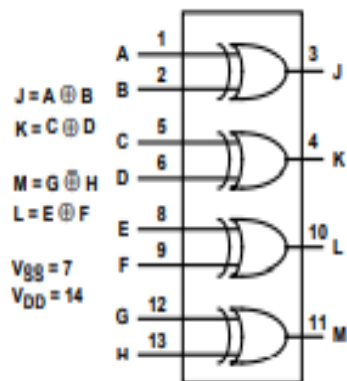 J = A ⊕ B
K = C ⊕ D
M = G ⊕ H
L = E ⊕ F
VSS = 7
VDD = 14
A 1
B 2
3 J
C 5
D 6
4 K
E 8
F 9
10 L
G 12
H 13
11 M